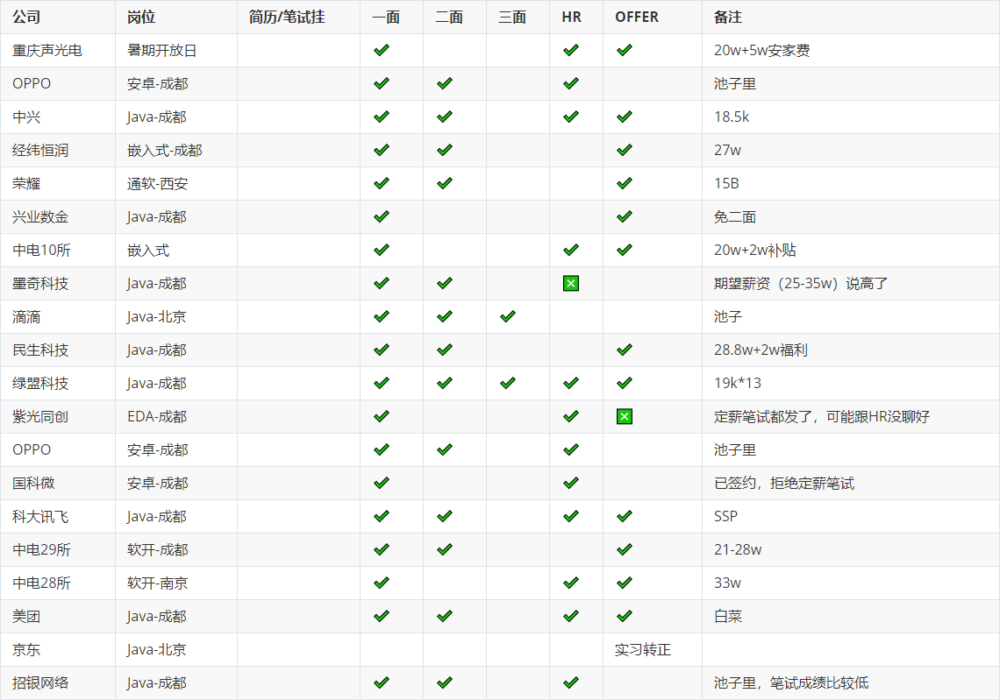 公司 岗位 简历/笔试挂 一面 二面 三面 HR OFFER 备注
重庆声光电 暑期开放日 ✔ ✔ ✔ 20w+5w安家费
OPPO 安卓-成都 ✔ ✔ ✔ 池子里
中兴 Java-成都 ✔ ✔ ✔ ✔ 18.5k
经纬恒润 嵌入式-成都 ✔ ✔ ✔ 27w
荣耀 通软-西安 ✔ ✔ ✔ 15B
兴业数金 Java-成都 ✔ ✔ 免二面
中电10所 嵌入式 ✔ ✔ ✔ 20w+2w补贴
墨奇科技 Java-成都 ✔ ✔ ❎ 期望薪资（25-35w）说高了
滴滴 Java-北京 ✔ ✔ ✔ 池子
民生科技 Java-成都 ✔ ✔ ✔ 28.8w+2w福利
绿盟科技 Java-成都 ✔ ✔ ✔ ✔ ✔ 19k*13
紫光同创 EDA-成都 ✔ ✔ ❎ 定薪笔试都发了，可能跟HR没聊好
OPPO 安卓-成都 ✔ ✔ ✔ 池子里
国科微 安卓-成都 ✔ ✔ 已签约，拒绝定薪笔试
科大讯飞 Java-成都 ✔ ✔ ✔ ✔ SSP
中电29所 软开-成都 ✔ ✔ ✔ 21-28w
中电28所 软开-南京 ✔ ✔ ✔ 33w
美团 Java-成都 ✔ ✔ ✔ ✔ 白菜
京东 Java-北京 实习转正
招银网络 Java-成都 ✔ ✔ ✔ 池子里，笔试成绩比较低